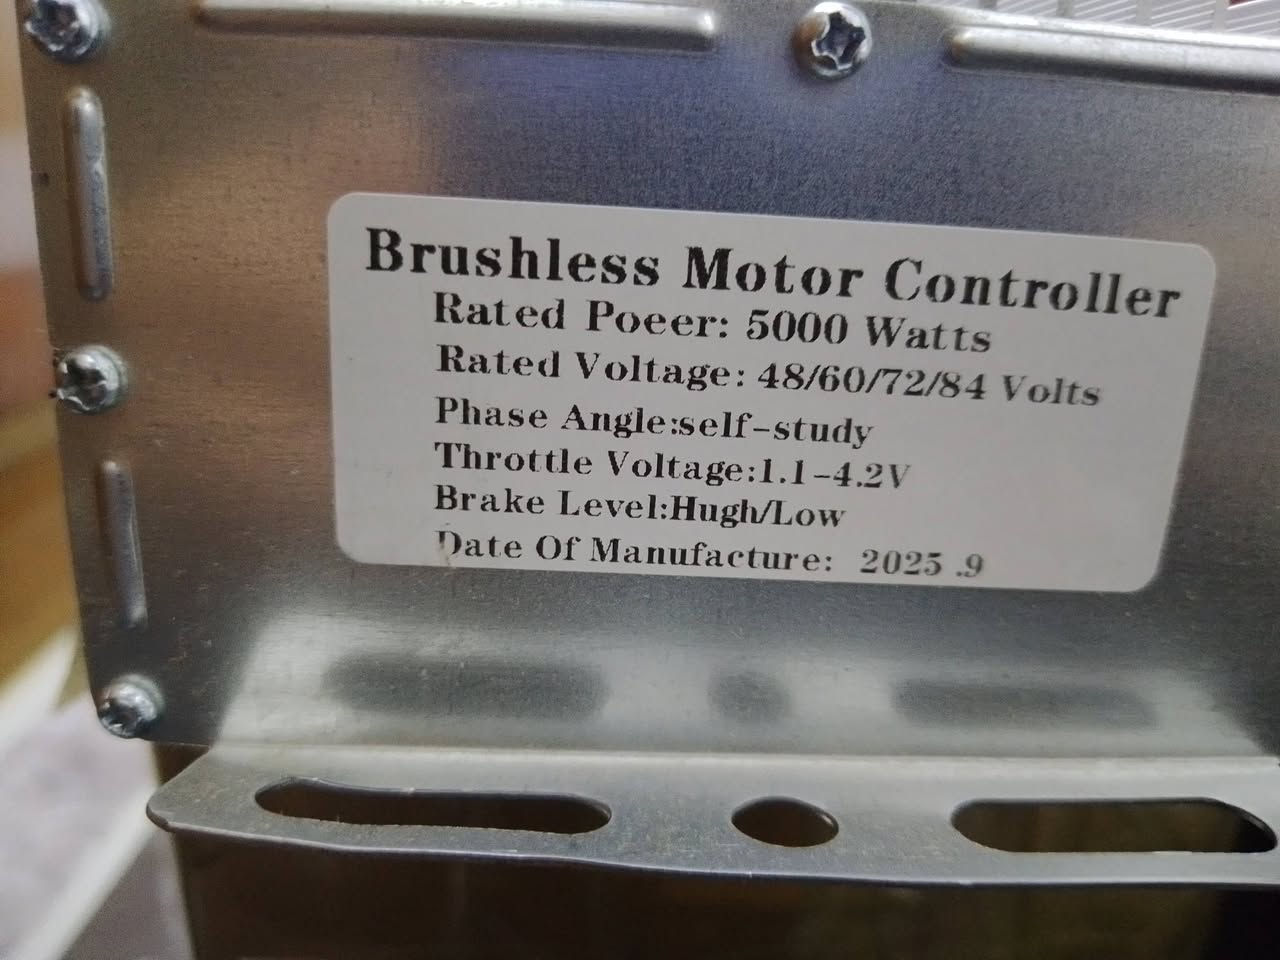 Brushless Motor Controller
Rated Poeer: 5000 Watts
Rated Voltage: 48/60/72/84 Volts
Phase Angle:self-study
Throttle Voltage:1.1-4.2V
Brake Level:Hugh/Low
Date Of Manufacture: 2025 .9